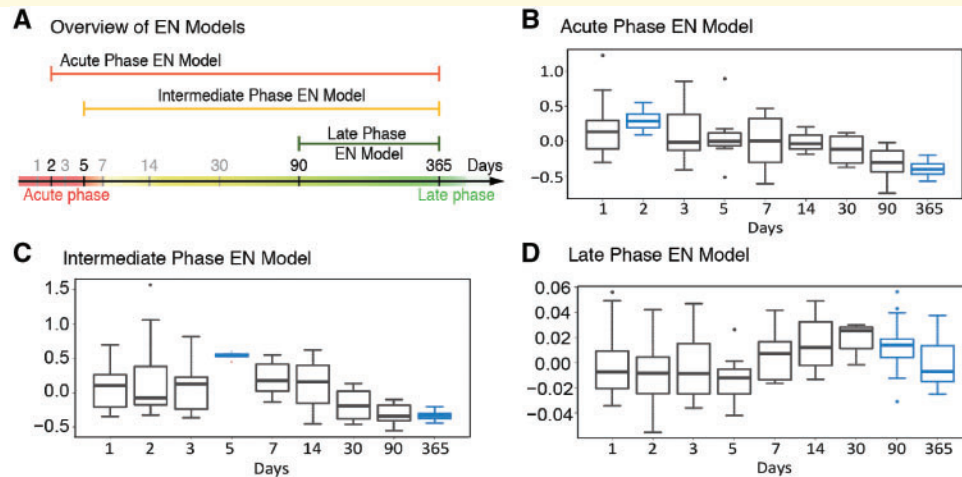 A Overview of EN Models
Acute Phase EN Model
Intermediate Phase EN Model
Late Phase
EN Model
1 2 3 5 7 14 30 90 365 Days
Acute phase Late phase
B Acute Phase EN Model
1.0
0.5
0.0
−0.5
1 2 3 5 7 14 30 90 365
Days
C Intermediate Phase EN Model
1.5
1.0
0.5
0.0
−0.5
1 2 3 5 7 14 30 90 365
Days
D Late Phase EN Model
0.06
0.04
0.02
0.00
−0.02
−0.04
1 2 3 5 7 14 30 90 365
Days